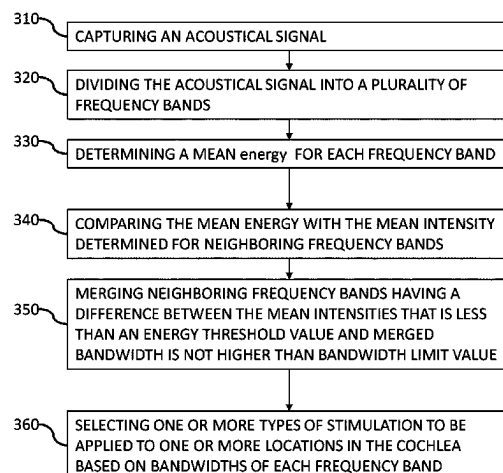 310
CAPTURING AN ACOUSTICAL SIGNAL
320
DIVIDING THE ACOUSTICAL SIGNAL INTO A PLURALITY OF
FREQUENCY BANDS
330
DETERMINING A MEAN energy FOR EACH FREQUENCY BAND
340
COMPARING THE MEAN ENERGY WITH THE MEAN INTENSITY
DETERMINED FOR NEIGHBORING FREQUENCY BANDS
350
MERGING NEIGHBORING FREQUENCY BANDS HAVING A
DIFFERENCE BETWEEN THE MEAN INTENSITIES THAT IS LESS
THAN AN ENERGY THRESHOLD VALUE AND MERGED
BANDWIDTH IS NOT HIGHER THAN BANDWIDTH LIMIT VALUE
360
SELECTING ONE OR MORE TYPES OF STIMULATION TO BE
APPLIED TO ONE OR MORE LOCATIONS IN THE COCHLEA
BASED ON BANDWIDTHS OF EACH FREQUENCY BAND